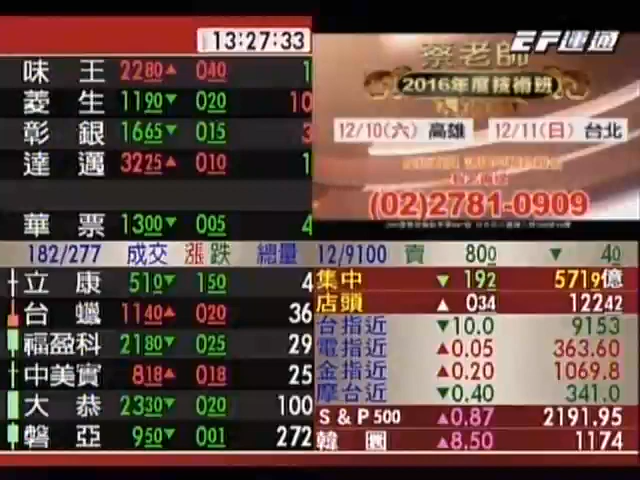 13:27:33
味王 2280▲ 040 1
菱生 1190▼ 020 10
彰銀 1665▼ 015 3
達邁 3225▲ 010 1
華票 1300▼ 005 4
182/277 成交 漲跌 總量
立康 510▼ 150 4
台蠟 1140▲ 020 36
福盈科 2180▼ 025 29
中美實 818▲ 018 25
大恭 2330▼ 020 100
磐亞 950▼ 001 272
EF運通
蔡老師
2016年度技術班
12/10(六) 高雄 12/11(日) 台北
(02)2781-0909
12/9100 賣 800 ▼ 40
集中 ▼ 192 5719億
店頭 ▲ 034 12242
台指近 ▼10.0 9153
電指近 ▲0.05 363.60
金指近 ▲0.20 1069.8
摩台近 ▼0.40 341.0
S & P 500 ▲0.87 2191.95
韓國 ▲8.50 1174